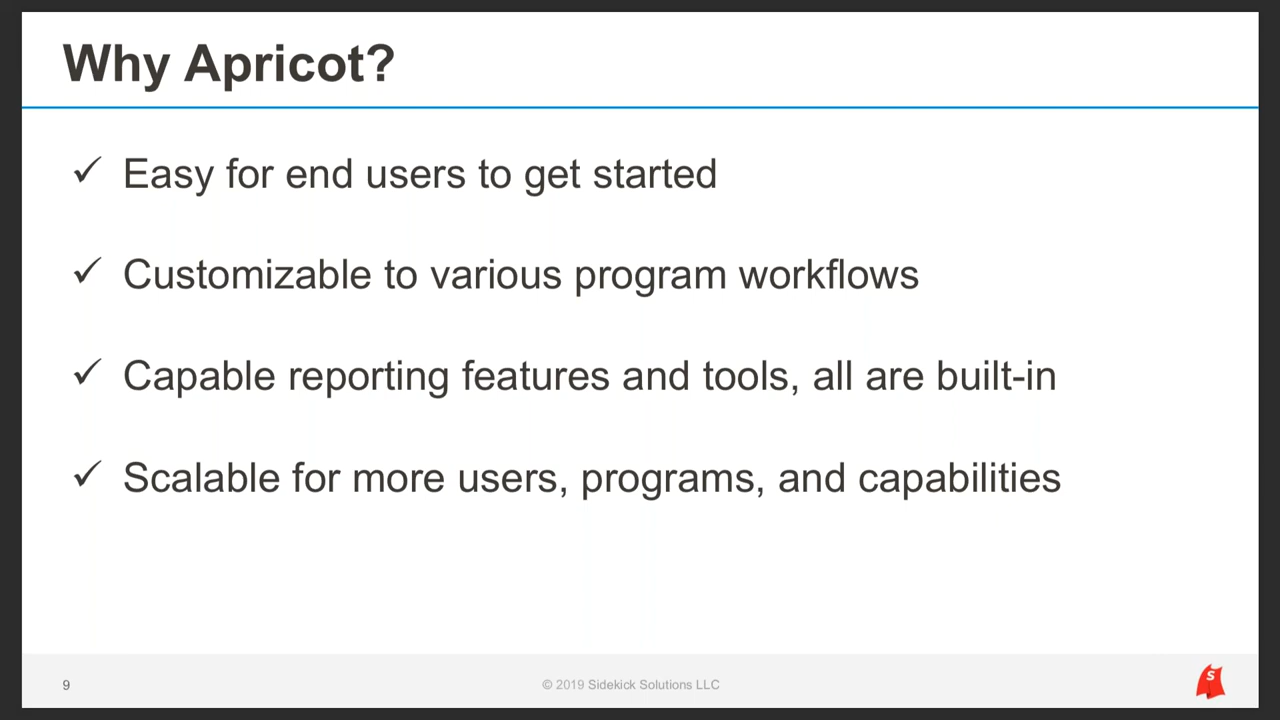 Why Apricot?
✓ Easy for end users to get started
✓ Customizable to various program workflows
✓ Capable reporting features and tools, all are built-in
✓ Scalable for more users, programs, and capabilities
9
© 2019 Sidekick Solutions LLC
S